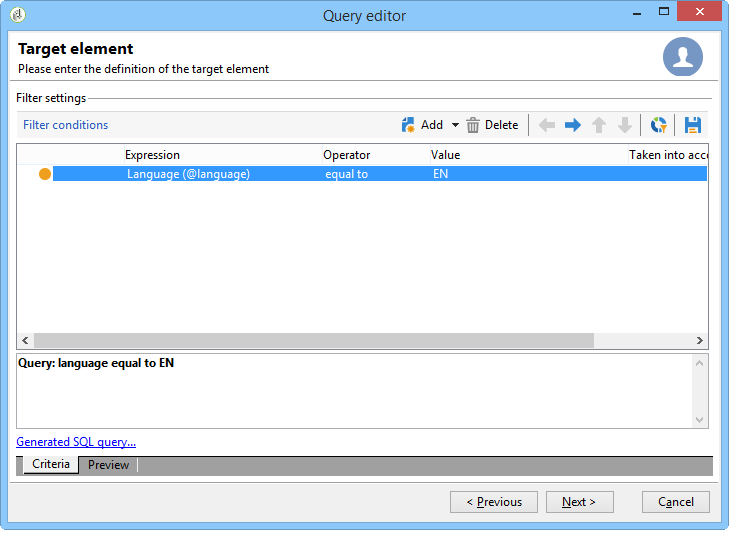 Query editor
Target element
Please enter the definition of the target element
Filter settings
Filter conditions Add Delete
Expression Operator Value Taken into acco
Language (@language) equal to EN
Query: language equal to EN
Generated SQL query...
Criteria Preview
< Previous Next > Cancel